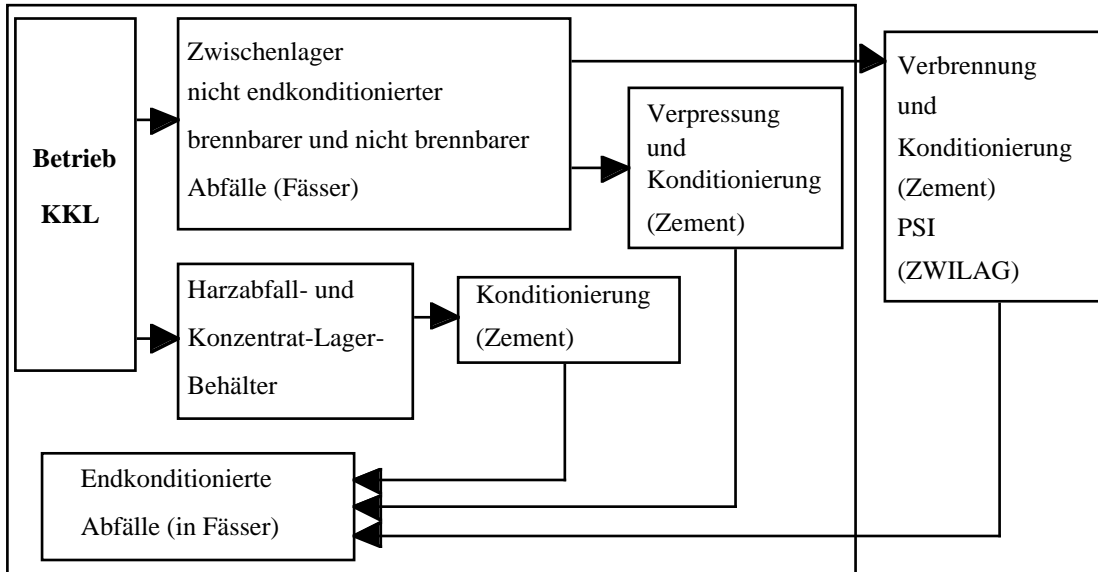 Betrieb
KKL
Zwischenlager
nicht endkonditionierter
brennbarer und nicht brennbarer
Abfälle (Fässer)
Verpressung
und
Konditionierung
(Zement)
Verbrennung
und
Konditionierung
(Zement)
PSI
(ZWILAG)
Harzabfall- und
Konzentrat-Lager-
Behälter
Konditionierung
(Zement)
Endkonditionierte
Abfälle (in Fässer)